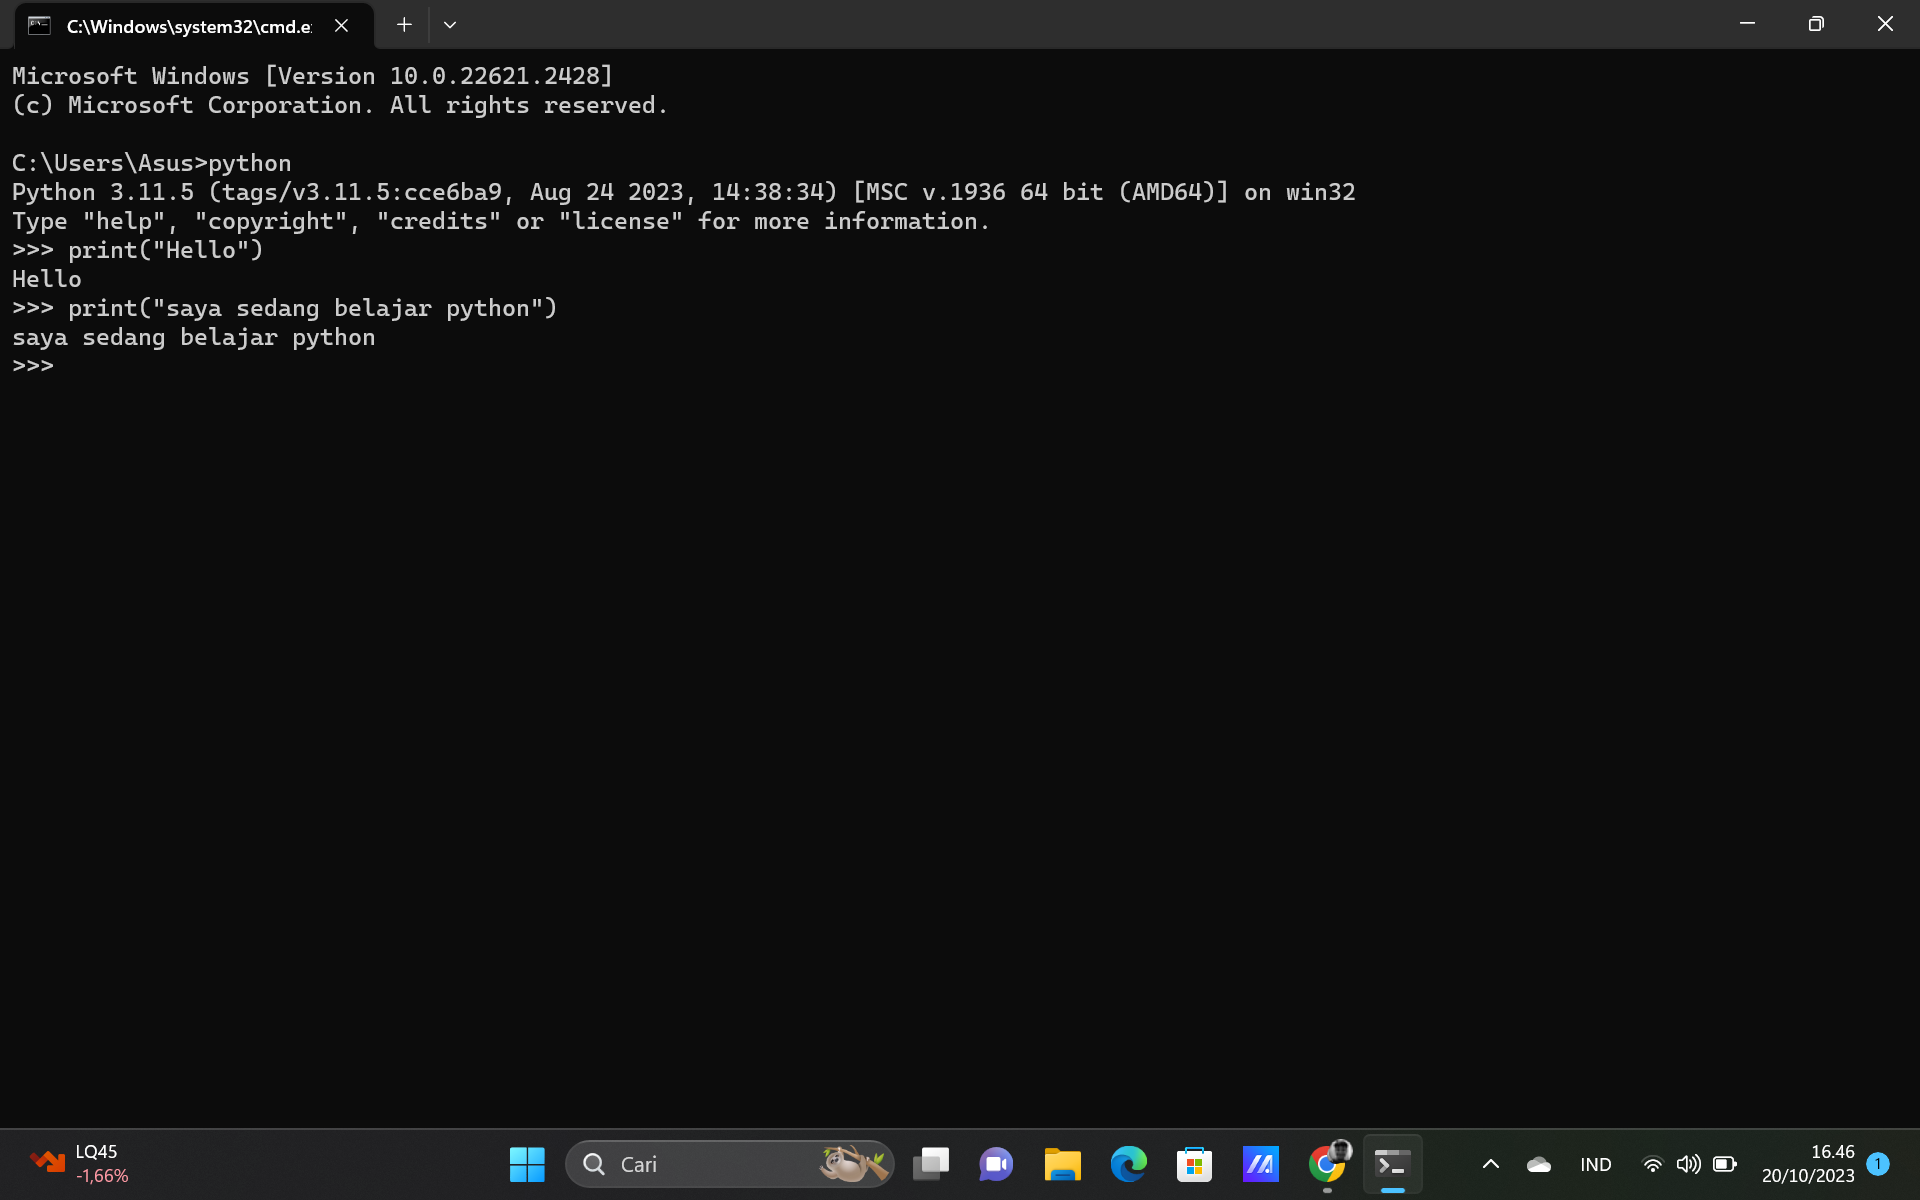 C:\Windows\system32\cmd.e
Microsoft Windows [Version 10.0.22621.2428]
(c) Microsoft Corporation. All rights reserved.
C:\Users\Asus>python
Python 3.11.5 (tags/v3.11.5:cce6ba9, Aug 24 2023, 14:38:34) [MSC v.1936 64 bit (AMD64)] on win32
Type "help", "copyright", "credits" or "license" for more information.
>>> print("Hello")
Hello
>>> print("saya sedang belajar python")
saya sedang belajar python
>>>
LQ45
-1,66%
Cari
IND
16.46
20/10/2023
1